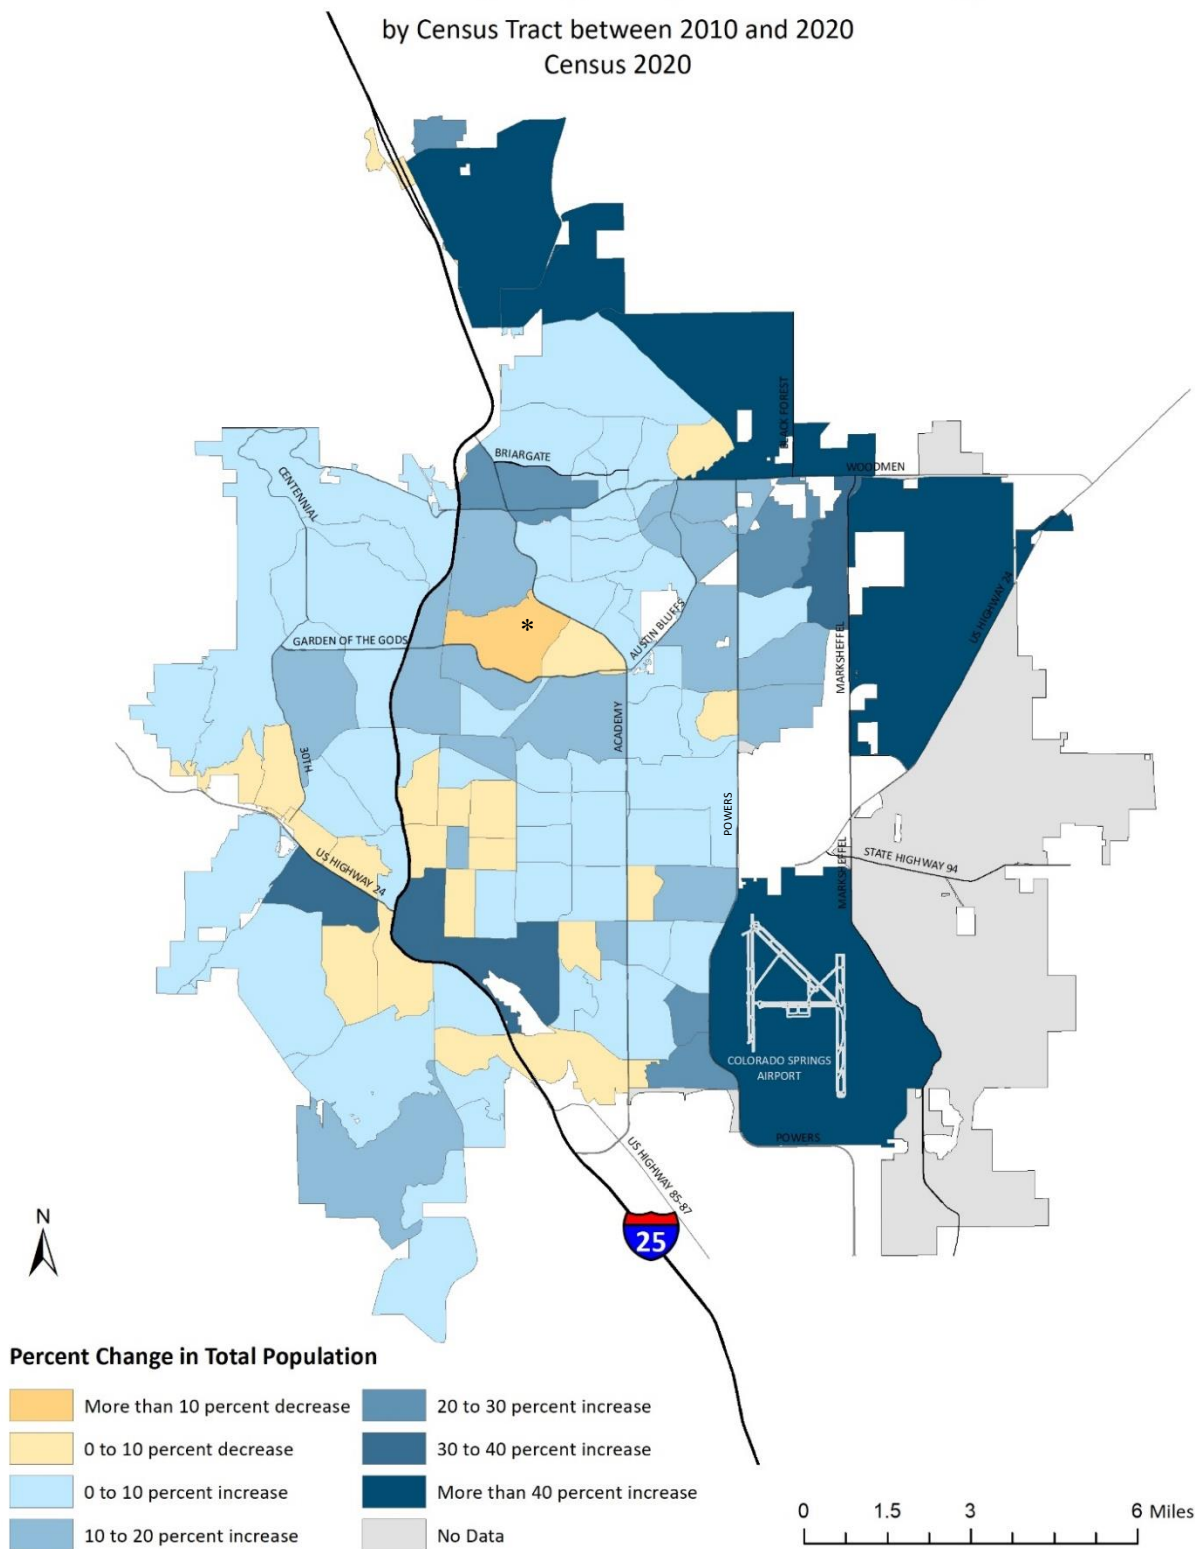 by Census Tract between 2010 and 2020
Census 2020
BLACK FOREST
BRIARGATE
WOODMEN
CENTENNIAL
US HIGHWAY 24
*
AUSTIN BLUFFS
GARDEN OF THE GODS
MARKSHEFFEL
ACADEMY
30TH
POWERS
US HIGHWAY 24
STATE HIGHWAY 94
MARKSHEFFEL
COLORADO SPRINGS
AIRPORT
POWERS
US HIGHWAY 85-87
25
N
Percent Change in Total Population
More than 10 percent decrease
0 to 10 percent decrease
0 to 10 percent increase
10 to 20 percent increase
20 to 30 percent increase
30 to 40 percent increase
More than 40 percent increase
No Data
0 1.5 3 6 Miles